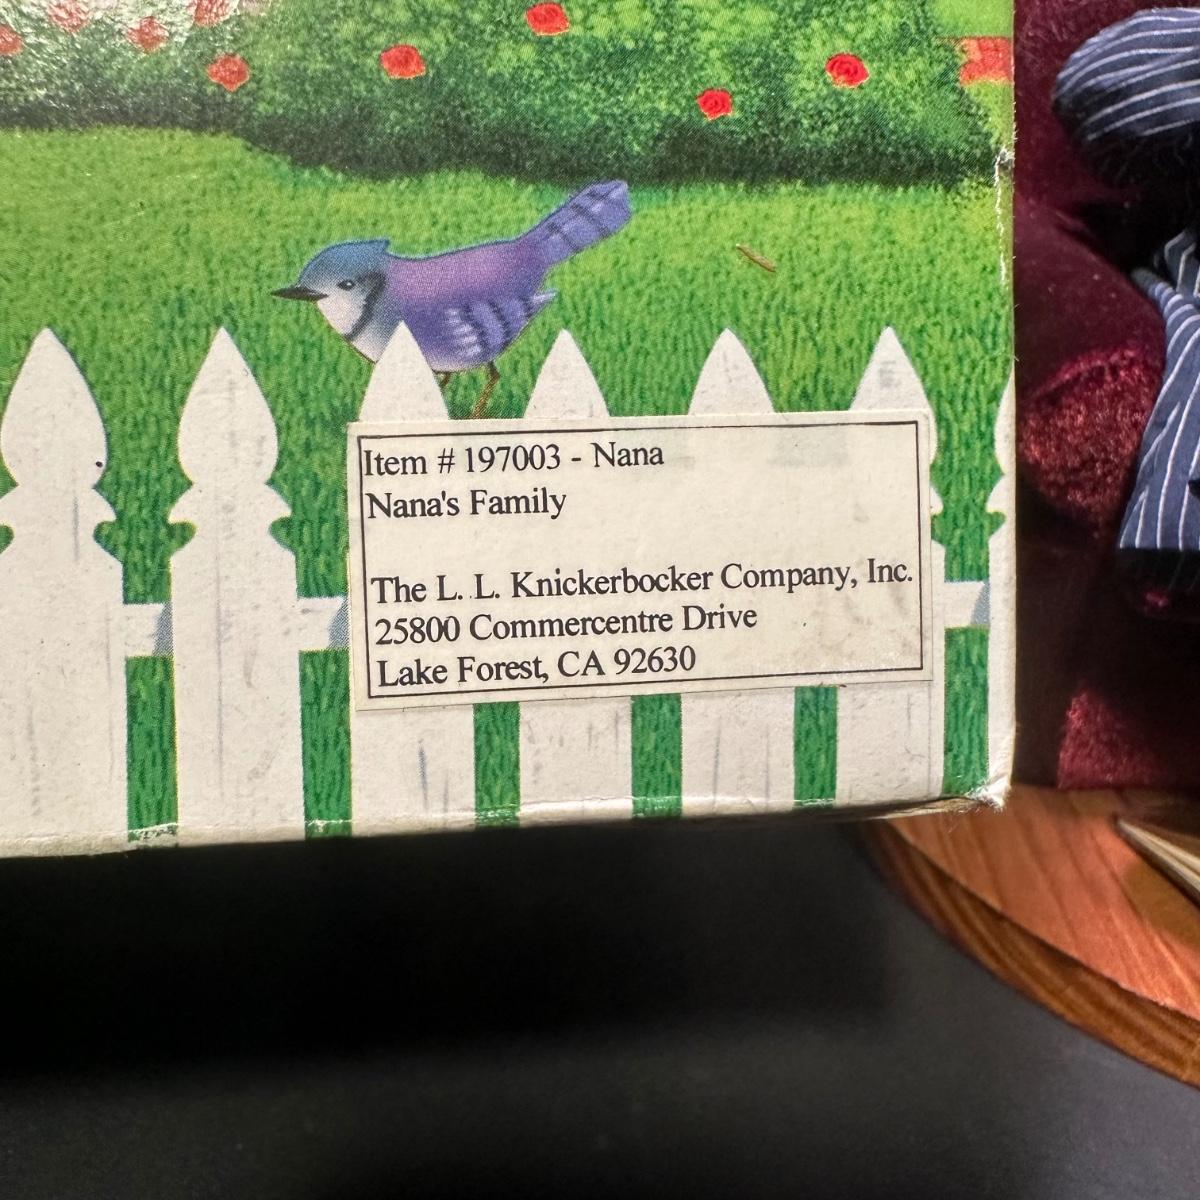 Item # 197003 - Nana
Nana's Family
The L. L. Knickerbocker Company, Inc.
25800 Commercentre Drive
Lake Forest, CA 92630